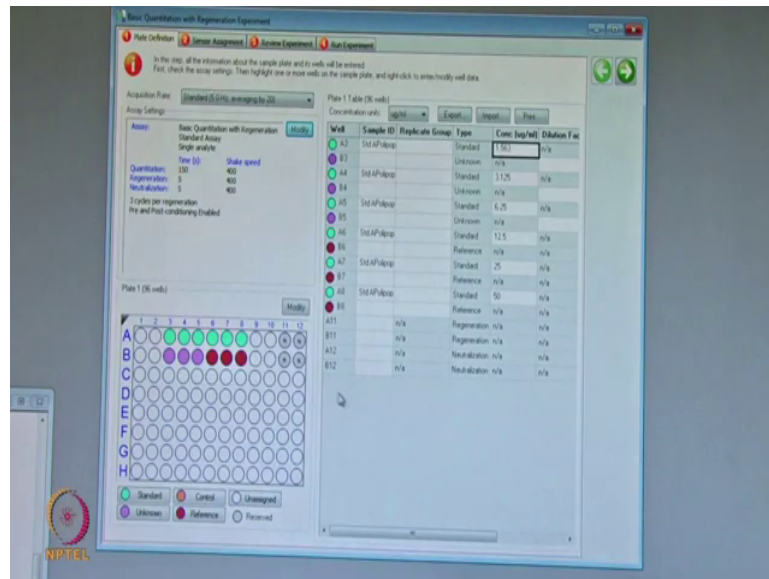 Basic Quantitation with Regeneration Experiment
1 Plate Definition 2 Sensor Assignment 3 Review Experiment 4 Run Experiment
In this step, all the information about the sample plate and its wells will be entered.
First, check the assay settings. Then highlight one or more wells on the sample plate, and right-click to enter/modify well data.
Acquisition Rate: Standard (5.0 Hz, averaging by 20)
Assay Settings:
Assay: Basic Quantitation with Regeneration Modify
Standard Assay
Single analyte
Time (s): Shake speed
Quantitation: 150 400
Regeneration: 5 400
Neutralization: 5 400
3 cycles per regeneration
Pre and Post-conditioning Enabled
Plate 1 (96 wells)
Modify
1 2 3 4 5 6 7 8 9 10 11 12
A R N
B R N
C
D
E
F
G
H
Standard Control Unassigned
Unknown Reference Reserved
Plate 1 Table (96 wells)
Concentration units: ug/ml Export Import Print
Well Sample ID Replicate Group Type Conc (ug/ml) Dilution Fac
A3 Std APolipop Standard 1.563 n/a
B3 Unknown n/a
A4 Std APolipop Standard 3.125 n/a
B4 Unknown n/a
A5 Std APolipop Standard 6.25 n/a
B5 Unknown n/a
A6 Std APolipop Standard 12.5 n/a
B6 Reference n/a n/a
A7 Std APolipop Standard 25 n/a
B7 Reference n/a n/a
A8 Std APolipop Standard 50 n/a
B8 Reference n/a n/a
A11 n/a Regeneration n/a n/a
B11 n/a Regeneration n/a n/a
A12 n/a Neutralization n/a n/a
B12 n/a Neutralization n/a n/a
NPTEL